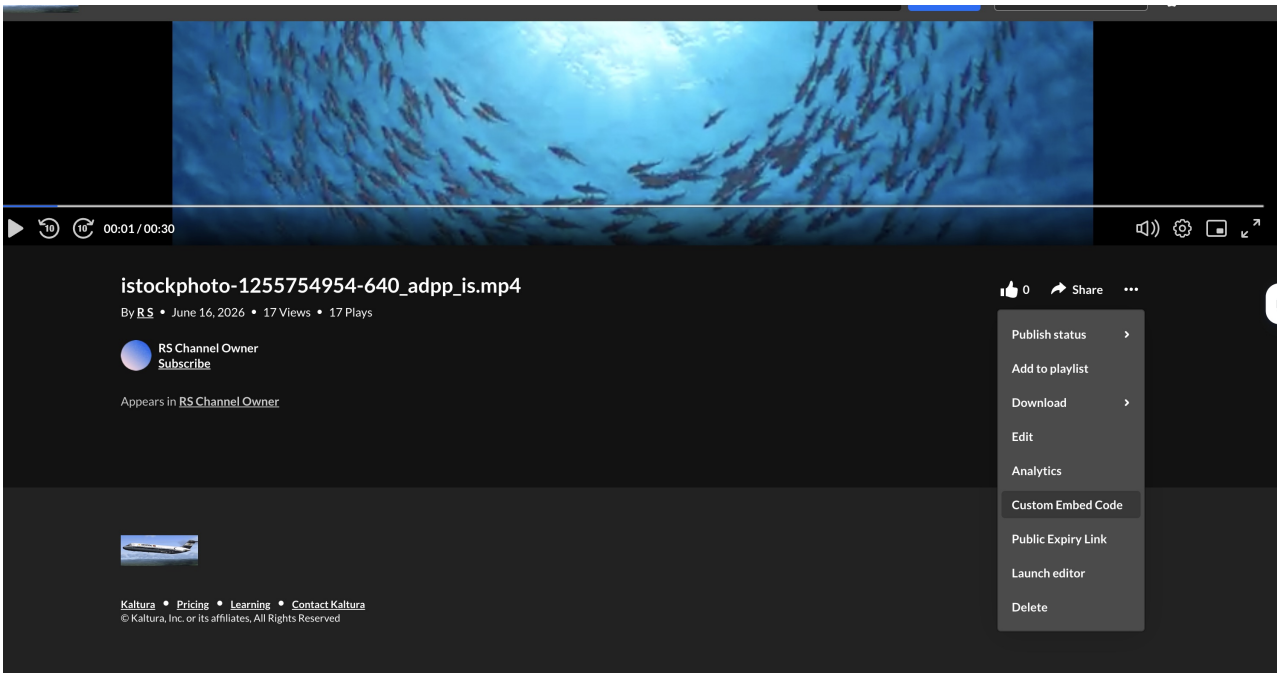 10 10 00:01 / 00:30
istockphoto-1255754954-640_adpp_is.mp4
0 Share
By R S • June 16, 2026 • 17 Views • 17 Plays
Publish status
RS Channel Owner
Subscribe
Add to playlist
Appears in RS Channel Owner
Download
Edit
Analytics
Custom Embed Code
Public Expiry Link
Launch editor
Delete
Kaltura • Pricing • Learning • Contact Kaltura
© Kaltura, Inc. or its affiliates, All Rights Reserved